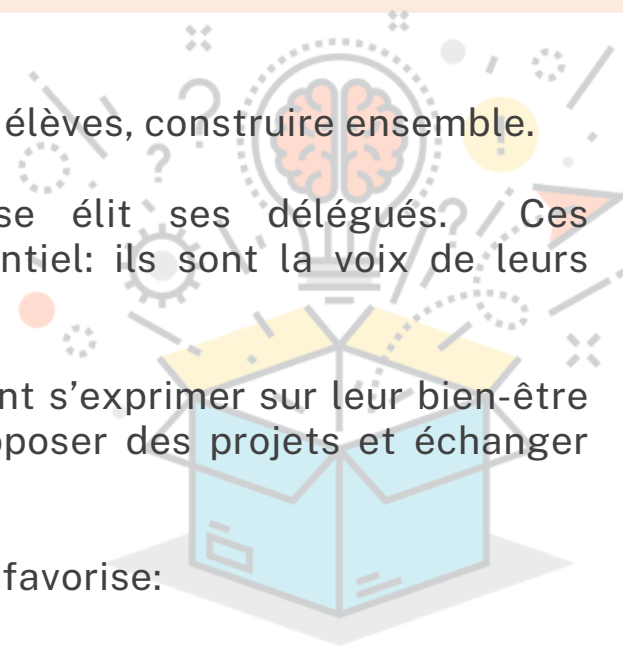 élèves, construire ensemble.
se élit ses délégués. Ces
ntiel: ils sont la voix de leurs
nt s’exprimer sur leur bien-être
poser des projets et échanger
favorise: